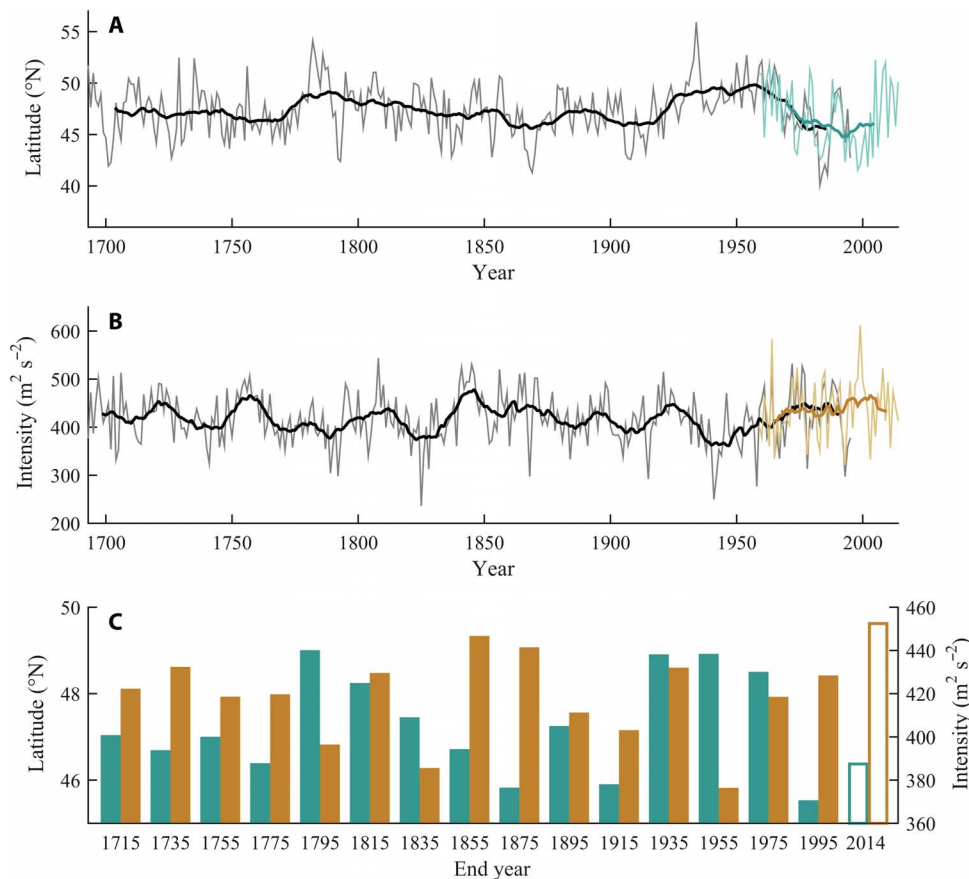 A
Latitude (°N)
55
50
45
40
1700 1750 1800 1850 1900 1950 2000
Year
B
Intensity (m² s⁻²)
600
500
400
300
200
1700 1750 1800 1850 1900 1950 2000
Year
C
Latitude (°N)
50
48
46
Intensity (m² s⁻²)
460
440
420
400
380
360
1715 1735 1755 1775 1795 1815 1835 1855 1875 1895 1915 1935 1955 1975 1995 2014
End year